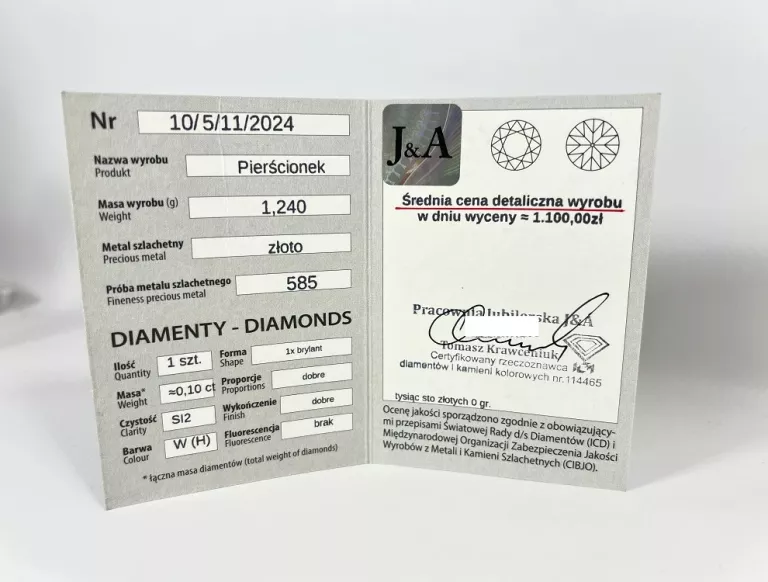 Nr 10/5/11/2024
Nazwa wyrobu
Produkt
Pierścionek
Masa wyrobu (g)
Weight
1,240
Metal szlachetny
Precious metal
złoto
Próba metalu szlachetnego
Fineness precious metal
585
DIAMENTY - DIAMONDS
Ilość
Quantity
1 szt.
Forma
Shape
1x brylant
Masa*
Weight
≈0,10 ct
Proporcje
Proportions
dobre
Czystość
Clarity
SI2
Wykończenie
Finish
dobre
Barwa
Colour
W (H)
Fluorescencja
Fluorescence
brak
* łączna masa diamentów (total weight of diamonds)
J&A
Średnia cena detaliczna wyrobu
w dniu wyceny ≈ 1.100,00zł
Pracownia Jubilerska J&A
Tomasz Krawceniuk
Certyfikowany rzeczoznawca
diamentów i kamieni kolorowych nr. 114465
tysiąc sto złotych 0 gr.
Ocenę jakości sporządzono zgodnie z obowiązujący-
mi przepisami Światowej Rady d/s Diamentów (ICD) i
Międzynarodowej Organizacji Zabezpieczenia Jakości
Wyrobów z Metali i Kamieni Szlachetnych (CIBJO).